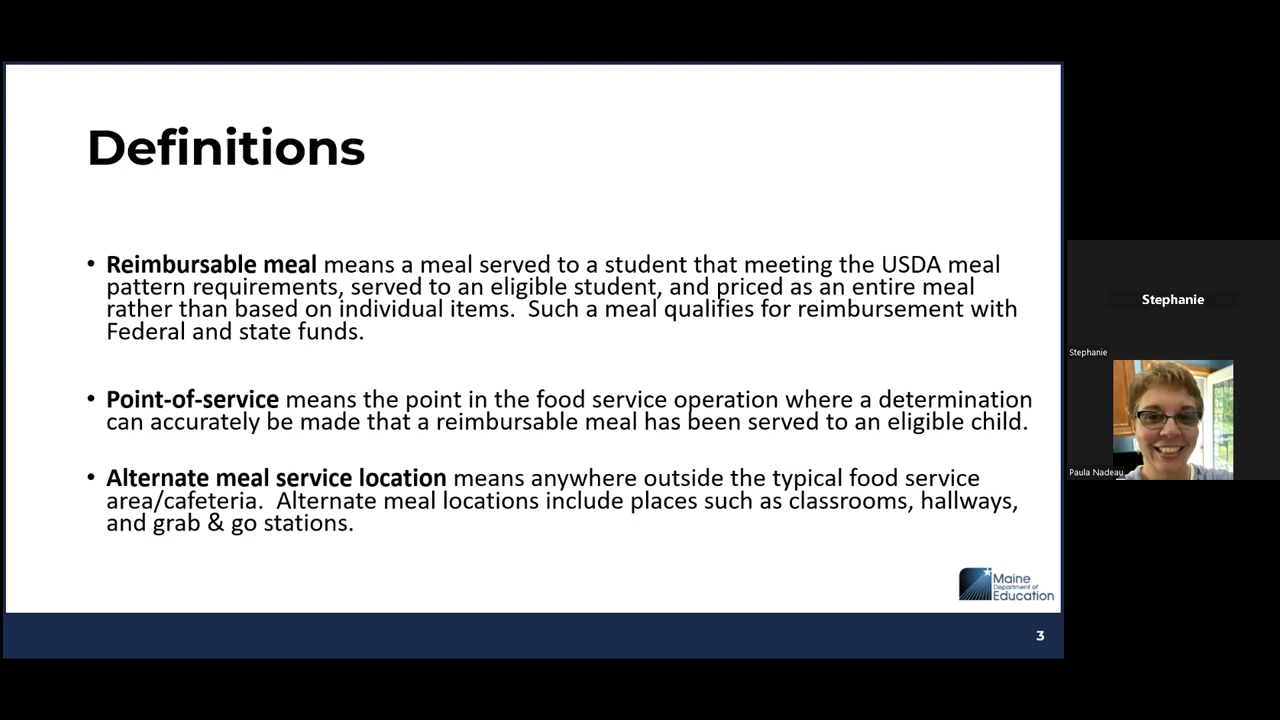 Definitions
• Reimbursable meal means a meal served to a student that meeting the USDA meal
pattern requirements, served to an eligible student, and priced as an entire meal
rather than based on individual items.  Such a meal qualifies for reimbursement with
Federal and state funds.
• Point-of-service means the point in the food service operation where a determination
can accurately be made that a reimbursable meal has been served to an eligible child.
• Alternate meal service location means anywhere outside the typical food service
area/cafeteria.  Alternate meal locations include places such as classrooms, hallways,
and grab & go stations.
Maine
Department of
Education
3
Stephanie
Stephanie
Paula Nadeau